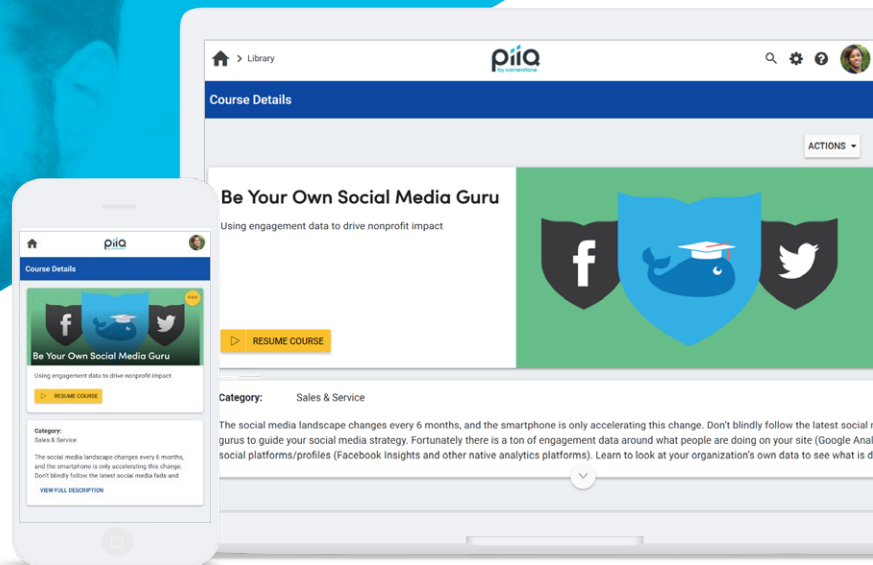 > Library
piiQ
by cornerstone
Course Details
ACTIONS
Be Your Own Social Media Guru
Using engagement data to drive nonprofit impact
RESUME COURSE
Category: Sales & Service
The social media landscape changes every 6 months, and the smartphone is only accelerating this change. Don't blindly follow the latest social
gurus to guide your social media strategy. Fortunately there is a ton of engagement data around what people are doing on your site (Google
social platforms/profiles (Facebook Insights and other native analytics platforms). Learn to look at your organization's own data to see what is
piiQ
Course Details
Be Your Own Social Media Guru
Using engagement data to drive nonprofit impact
RESUME COURSE
Category:
Sales & Service
The social media landscape changes every 6 months,
and the smartphone is only accelerating this change.
Don't blindly follow the latest social media fads and
VIEW FULL DESCRIPTION